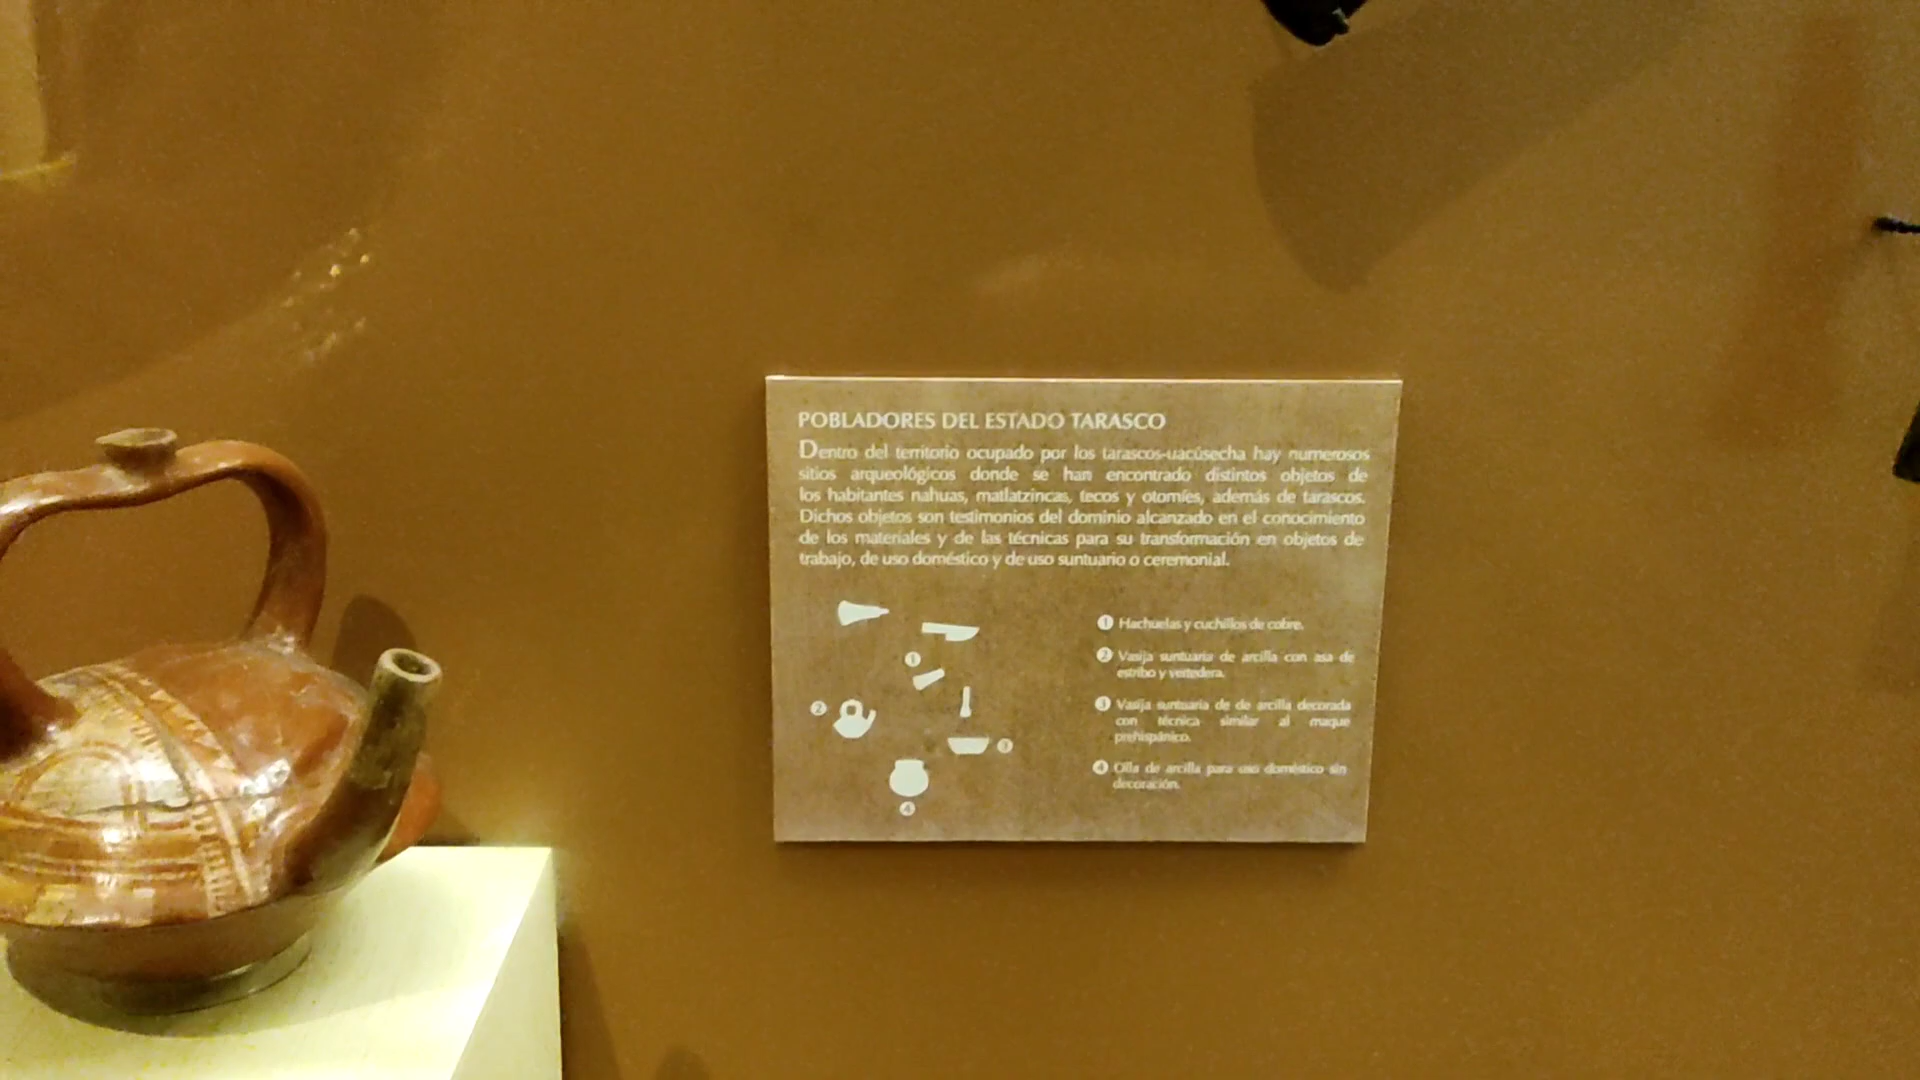 POBLADORES DEL ESTADO TARASCO
Dentro del territorio ocupado por los tarascos-uacúsecha hay numerosos
sitios arqueológicos donde se han encontrado distintos objetos de
los habitantes nahuas, matlatzincas, tecos y otomíes, además de tarascos.
Dichos objetos son testimonios del dominio alcanzado en el conocimiento
de los materiales y de las técnicas para su transformación en objetos de
trabajo, de uso doméstico y de uso suntuario o ceremonial.
1
2
3
4
1 Hachuelas y cuchillos de cobre.
2 Vasija suntuaria de arcilla con asa de
estribo y vertedera.
3 Vasija suntuaria de de arcilla decorada
con técnica similar al maque
prehispánico.
4 Olla de arcilla para uso doméstico sin
decoración.